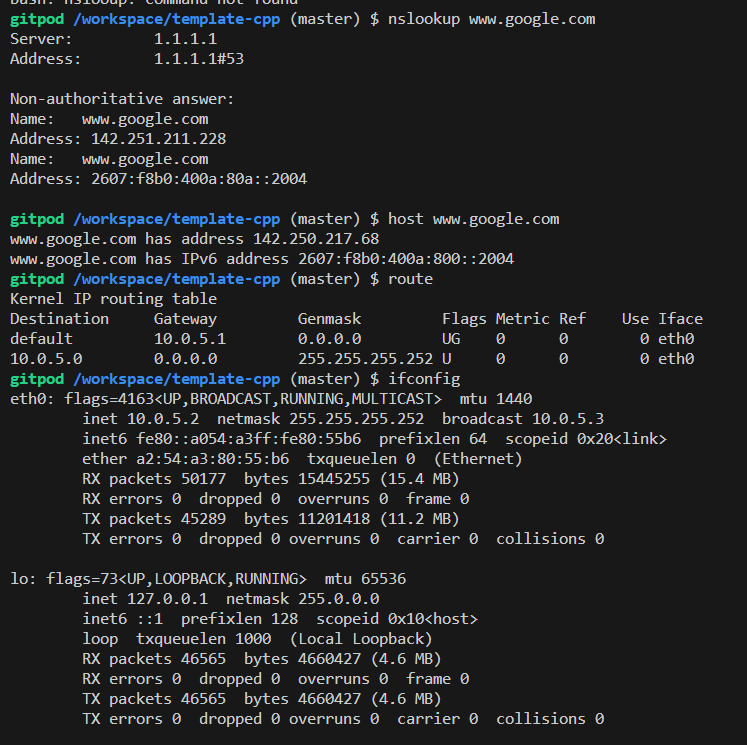 bash: nslooup: command not found
gitpod /workspace/template-cpp (master) $ nslookup www.google.com
Server:         1.1.1.1
Address:        1.1.1.1#53

Non-authoritative answer:
Name:   www.google.com
Address: 142.251.211.228
Name:   www.google.com
Address: 2607:f8b0:400a:80a::2004

gitpod /workspace/template-cpp (master) $ host www.google.com
www.google.com has address 142.250.217.68
www.google.com has IPv6 address 2607:f8b0:400a:800::2004
gitpod /workspace/template-cpp (master) $ route
Kernel IP routing table
Destination     Gateway         Genmask         Flags Metric Ref    Use Iface
default         10.0.5.1        0.0.0.0         UG    0      0        0 eth0
10.0.5.0        0.0.0.0         255.255.255.252 U     0      0        0 eth0
gitpod /workspace/template-cpp (master) $ ifconfig
eth0: flags=4163<UP,BROADCAST,RUNNING,MULTICAST>  mtu 1440
        inet 10.0.5.2  netmask 255.255.255.252  broadcast 10.0.5.3
        inet6 fe80::a054:a3ff:fe80:55b6  prefixlen 64  scopeid 0x20<link>
        ether a2:54:a3:80:55:b6  txqueuelen 0  (Ethernet)
        RX packets 50177  bytes 15445255 (15.4 MB)
        RX errors 0  dropped 0  overruns 0  frame 0
        TX packets 45289  bytes 11201418 (11.2 MB)
        TX errors 0  dropped 0 overruns 0  carrier 0  collisions 0

lo: flags=73<UP,LOOPBACK,RUNNING>  mtu 65536
        inet 127.0.0.1  netmask 255.0.0.0
        inet6 ::1  prefixlen 128  scopeid 0x10<host>
        loop  txqueuelen 1000  (Local Loopback)
        RX packets 46565  bytes 4660427 (4.6 MB)
        RX errors 0  dropped 0  overruns 0  frame 0
        TX packets 46565  bytes 4660427 (4.6 MB)
        TX errors 0  dropped 0 overruns 0  carrier 0  collisions 0